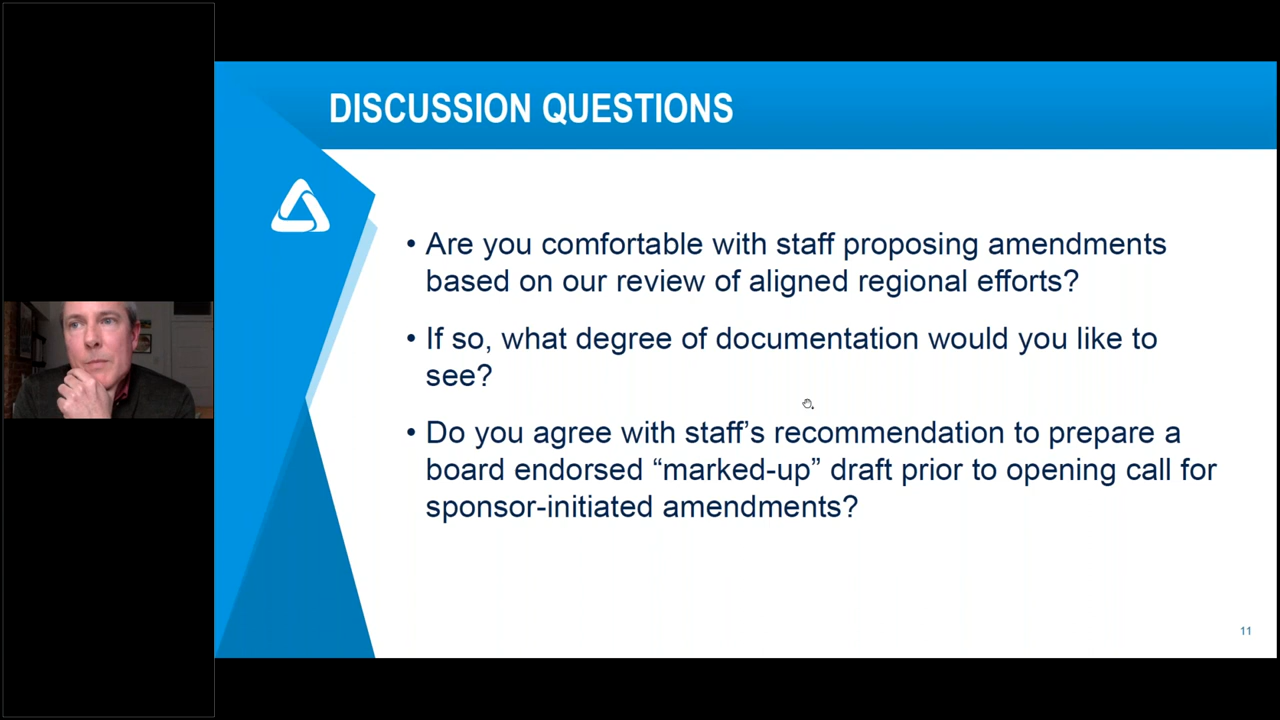 DISCUSSION QUESTIONS
• Are you comfortable with staff proposing amendments
based on our review of aligned regional efforts?
• If so, what degree of documentation would you like to
see?
• Do you agree with staff’s recommendation to prepare a
board endorsed “marked-up” draft prior to opening call for
sponsor-initiated amendments?
11